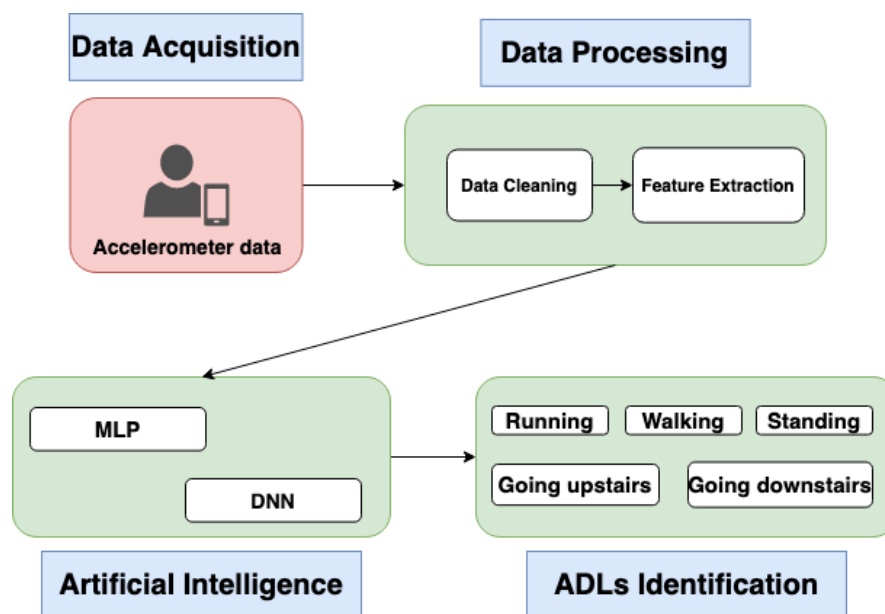 Data Acquisition
Data Processing
Accelerometer data
Data Cleaning
Feature Extraction
MLP
DNN
Running
Walking
Standing
Going upstairs
Going downstairs
Artificial Intelligence
ADLs Identification